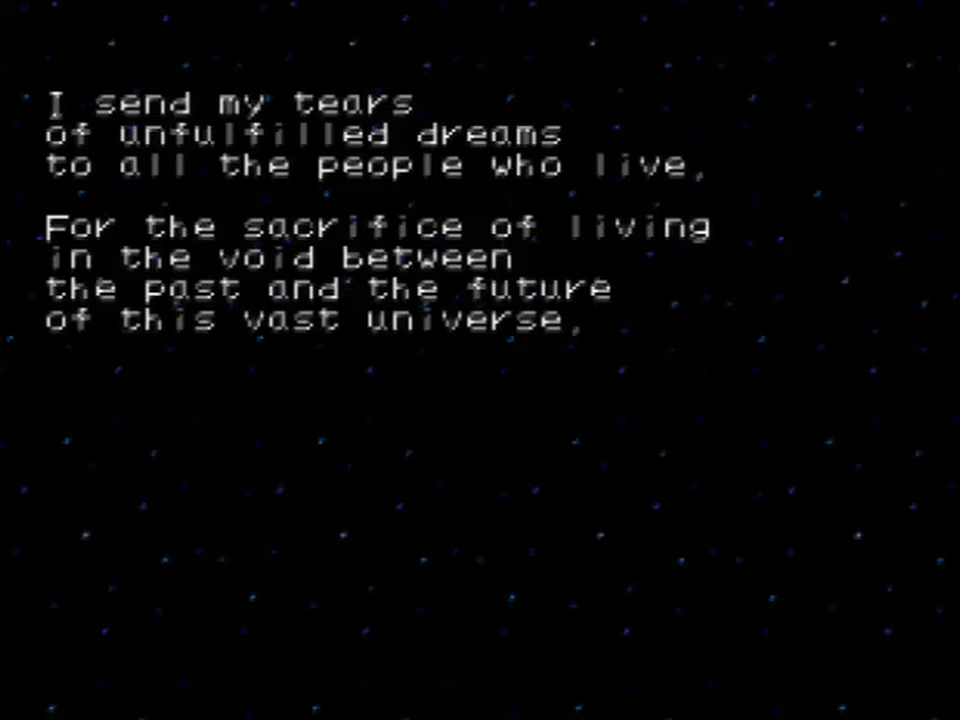 I send my tears
of unfulfilled dreams
to all the people who live,
For the sacrifice of living
in the void between
the past and the future
of this vast universe,